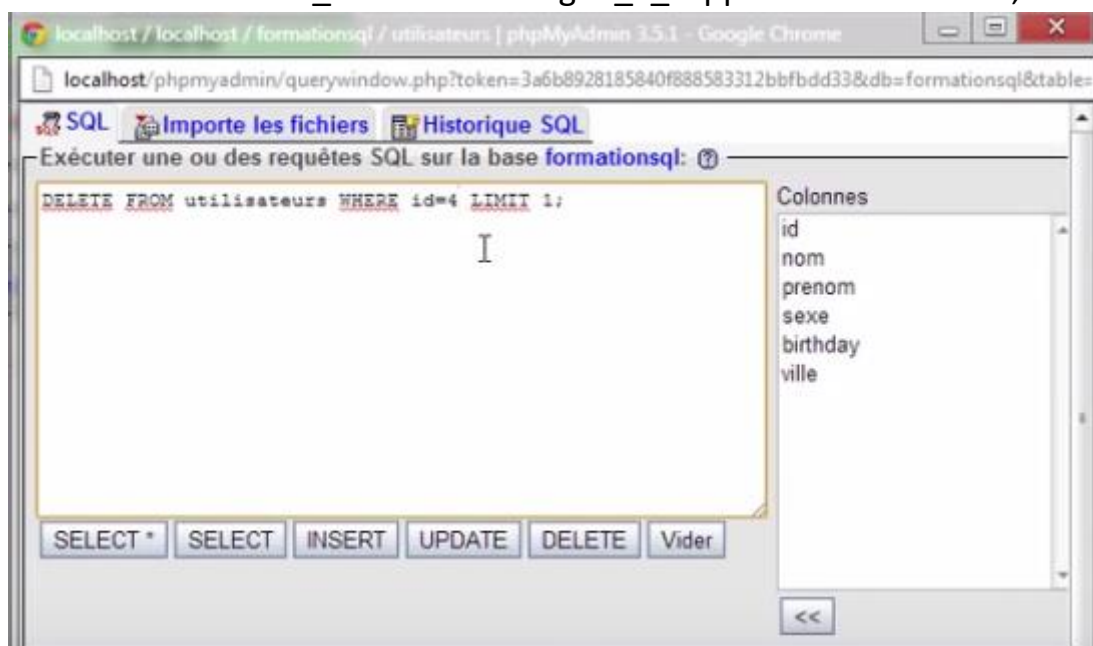 localhost / localhost / formationsql / utilisateurs | phpMyAdmin 3.5.1 - Google Chrome
localhost/phpmyadmin/querywindow.php?token=3a6b8928185840f888583312bbfbdd33&db=formationsql&table=
SQL Importe les fichiers Historique SQL
Exécuter une ou des requêtes SQL sur la base formationsql:
DELETE FROM utilisateurs WHERE id=4 LIMIT 1;
Colonnes
id
nom
prenom
sexe
birthday
ville
SELECT * SELECT INSERT UPDATE DELETE Vider
<<